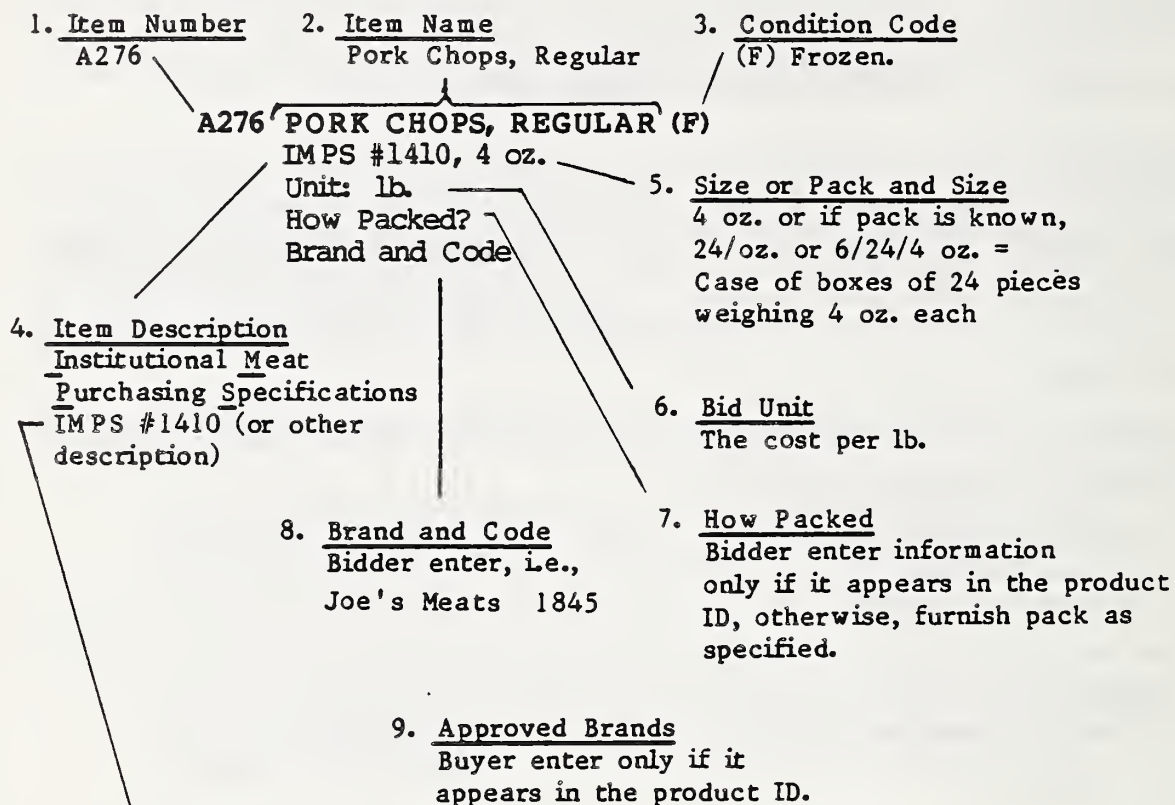 1. Item Number
A276
2. Item Name
Pork Chops, Regular
3. Condition Code
(F) Frozen.
A276 PORK CHOPS, REGULAR (F)
IMPS #1410, 4 oz.
Unit: lb.
How Packed?
Brand and Code
4. Item Description
Institutional Meat
Purchasing Specifications
IMPS #1410 (or other
description)
5. Size or Pack and Size
4 oz. or if pack is known,
24/oz. or 6/24/4 oz. =
Case of boxes of 24 pieces
weighing 4 oz. each
6. Bid Unit
The cost per lb.
7. How Packed
Bidder enter information
only if it appears in the product
ID, otherwise, furnish pack as
specified.
8. Brand and Code
Bidder enter, i.e.,
Joe's Meats 1845
9. Approved Brands
Buyer enter only if it
appears in the product ID.